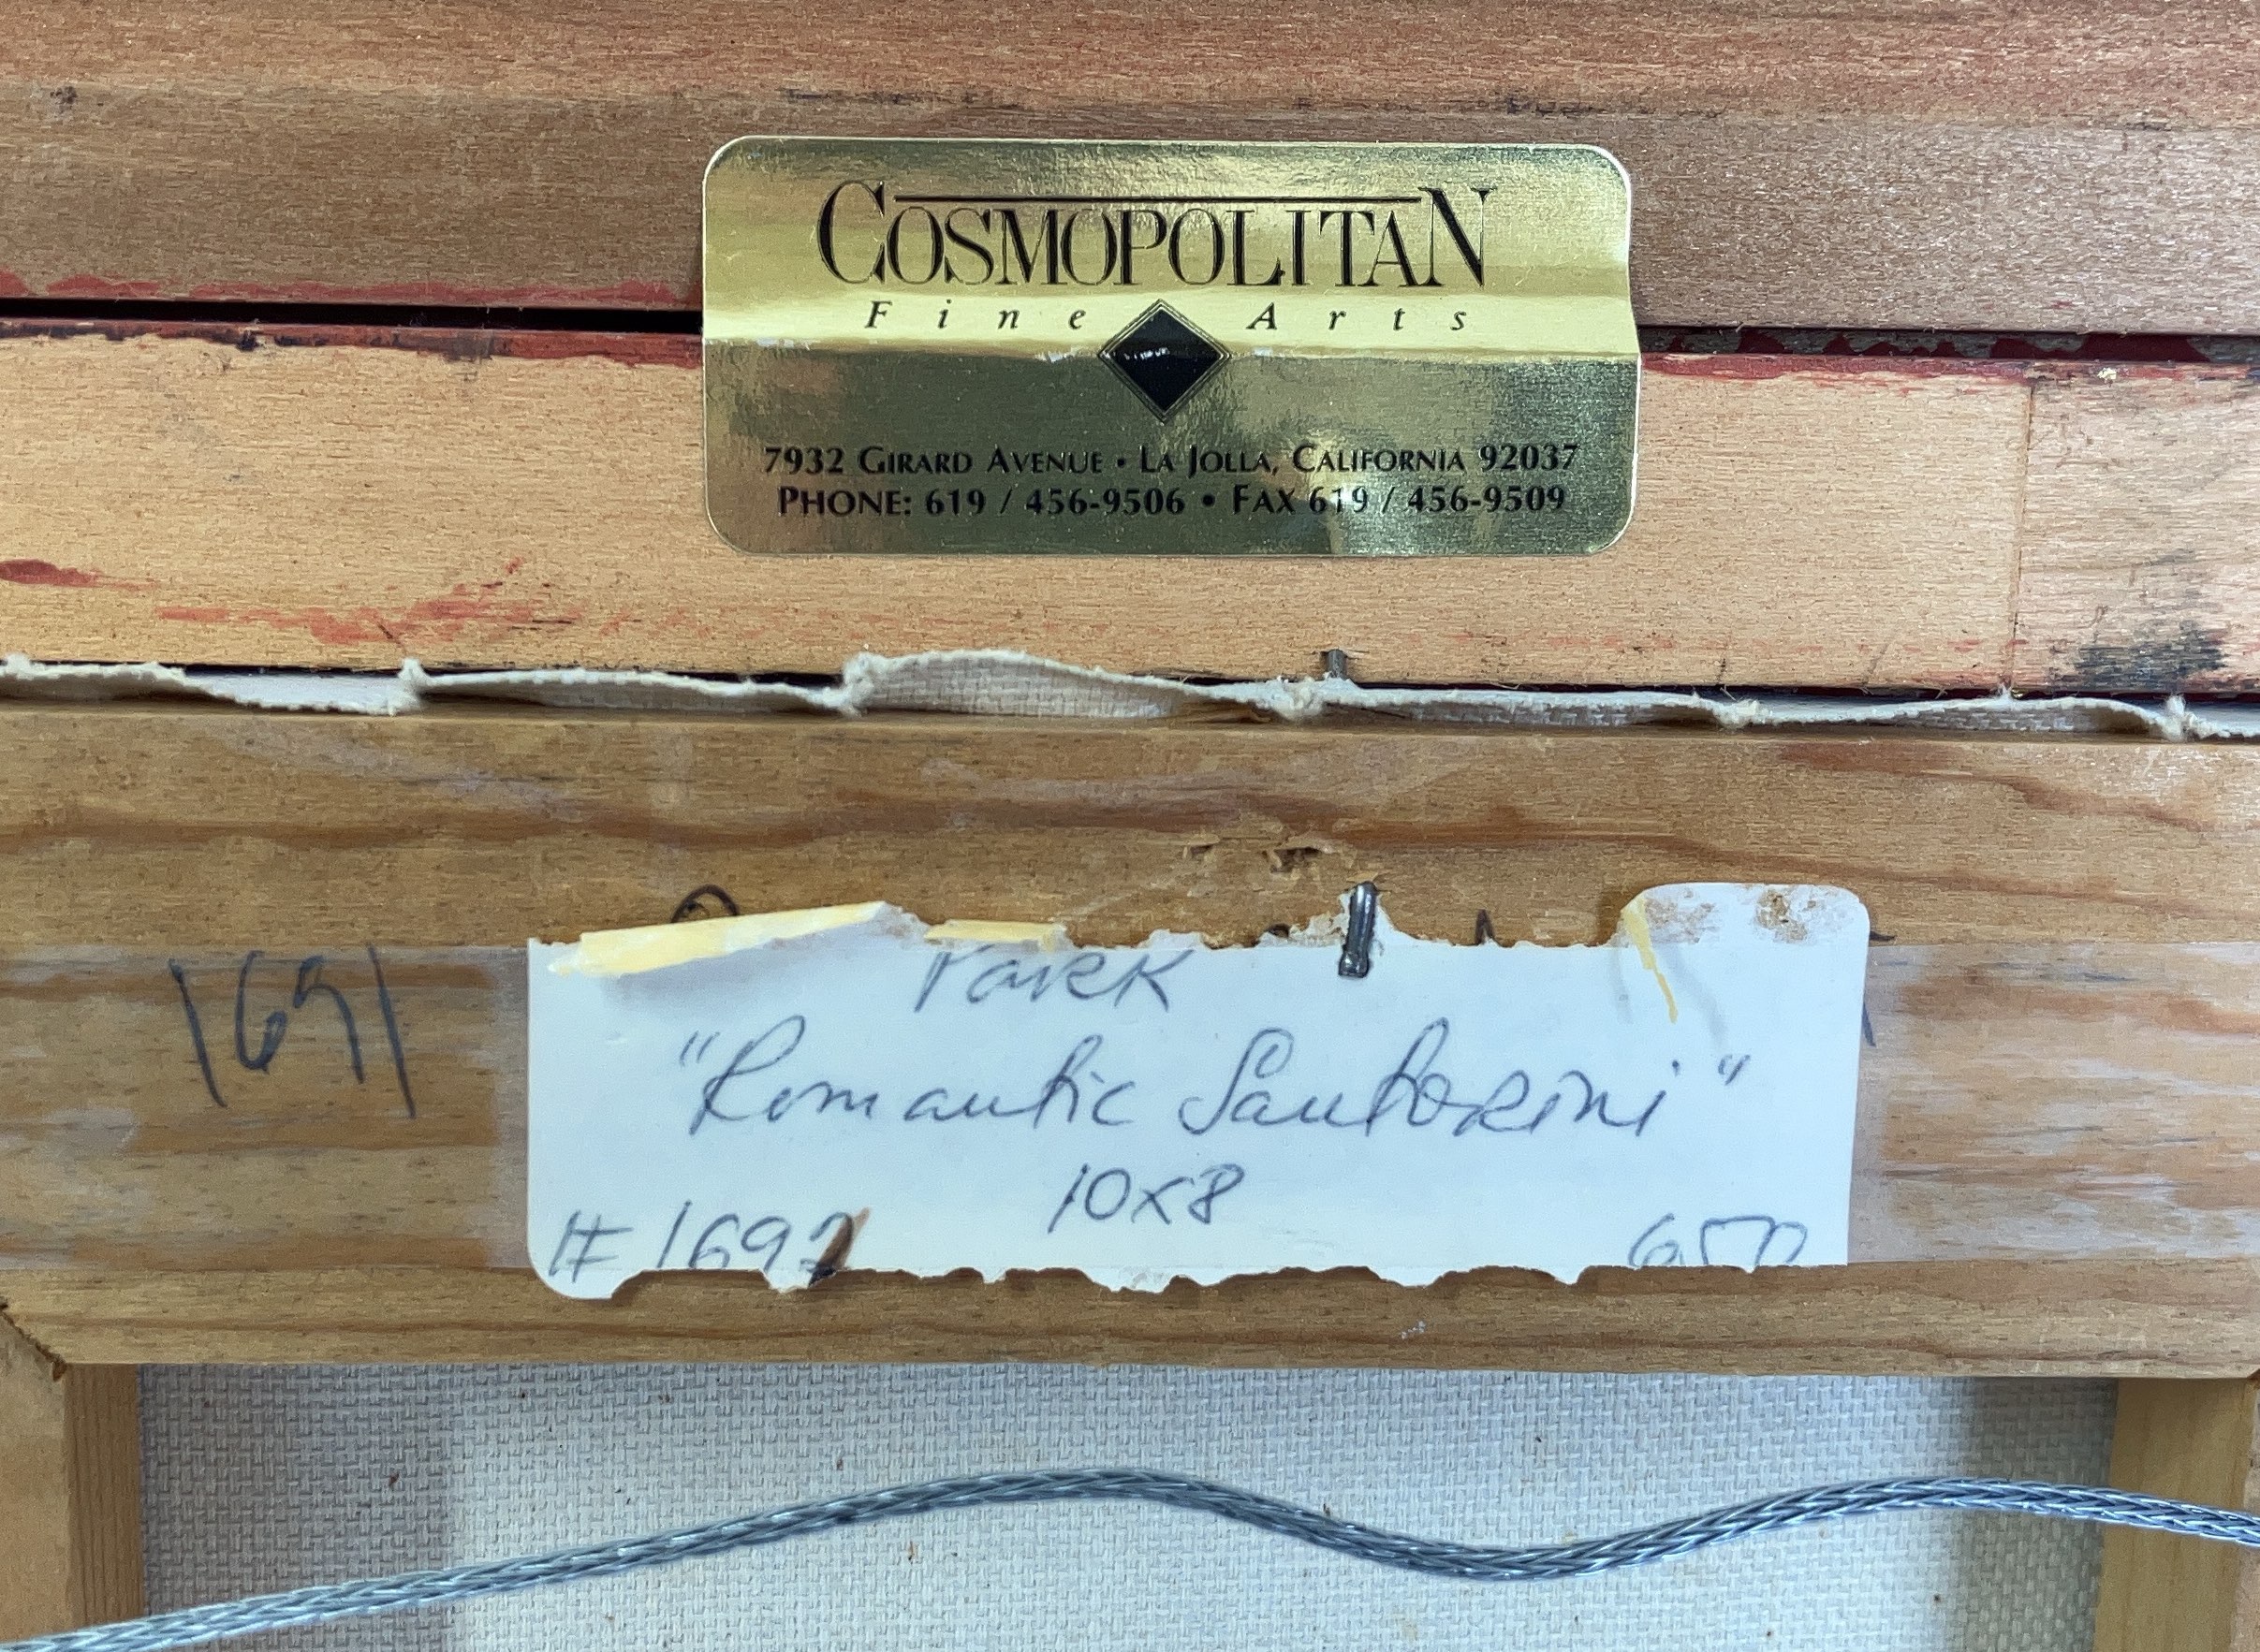 COSMOPOLITAN
Fine Arts
7932 GIRARD AVENUE • LA JOLLA, CALIFORNIA 92037
PHONE: 619 / 456-9506 • FAX 619 / 456-9509
1691
Park
"Romantic Santorini"
10x8
#1692
650